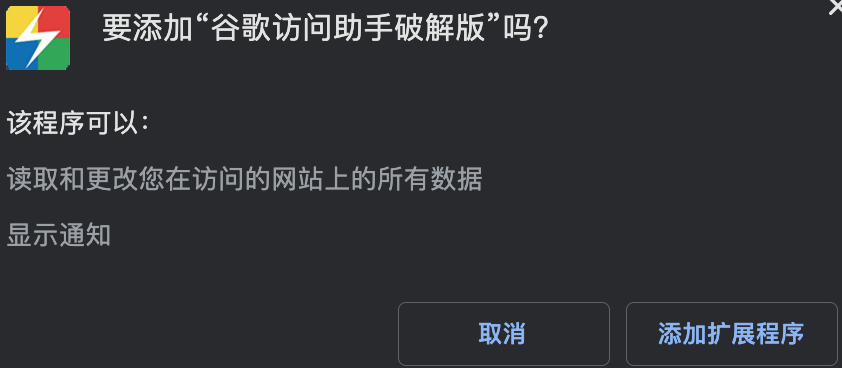 要添加“谷歌访问助手破解版”吗?
该程序可以：
读取和更改您在访问的网站上的所有数据
显示通知
取消
添加扩展程序